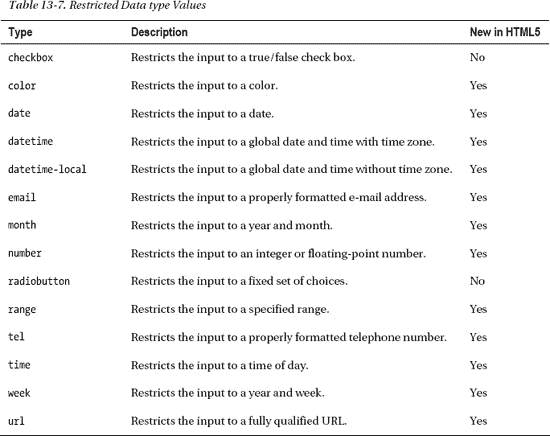 Table 13-7. Restricted Data type Values
Type Description New in HTML5
checkbox Restricts the input to a true/false check box. No
color Restricts the input to a color. Yes
date Restricts the input to a date. Yes
datetime Restricts the input to a global date and time with time zone. Yes
datetime-local Restricts the input to a global date and time without time zone. Yes
email Restricts the input to a properly formatted e-mail address. Yes
month Restricts the input to a year and month. Yes
number Restricts the input to an integer or floating-point number. Yes
radiobutton Restricts the input to a fixed set of choices. No
range Restricts the input to a specified range. Yes
tel Restricts the input to a properly formatted telephone number. Yes
time Restricts the input to a time of day. Yes
week Restricts the input to a year and week. Yes
url Restricts the input to a fully qualified URL. Yes